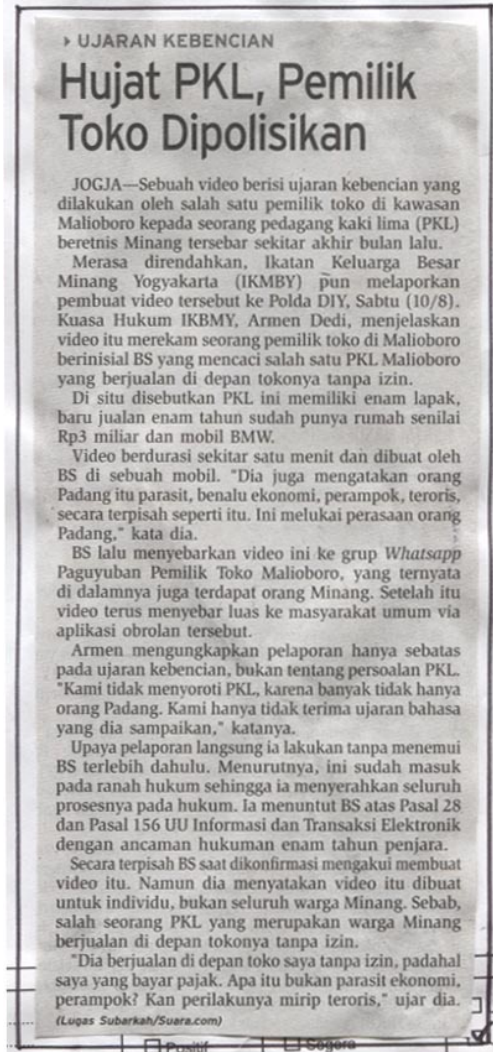 ▸ UJARAN KEBENCIAN
Hujat PKL, Pemilik
Toko Dipolisikan
JOGJA—Sebuah video berisi ujaran kebencian yang
dilakukan oleh salah satu pemilik toko di kawasan
Malioboro kepada seorang pedagang kaki lima (PKL)
beretnis Minang tersebar sekitar akhir bulan lalu.
Merasa direndahkan, Ikatan Keluarga Besar
Minang Yogyakarta (IKMBY) pun melaporkan
pembuat video tersebut ke Polda DIY, Sabtu (10/8).
Kuasa Hukum IKBMY, Armen Dedi, menjelaskan
video itu merekam seorang pemilik toko di Malioboro
berinisial BS yang mencaci salah satu PKL Malioboro
yang berjualan di depan tokonya tanpa izin.
Di situ disebutkan PKL ini memiliki enam lapak,
baru jualan enam tahun sudah punya rumah senilai
Rp3 miliar dan mobil BMW.
Video berdurasi sekitar satu menit dan dibuat oleh
BS di sebuah mobil. "Dia juga mengatakan orang
Padang itu parasit, benalu ekonomi, perampok, teroris,
secara terpisah seperti itu. Ini melukai perasaan orang
Padang," kata dia.
BS lalu menyebarkan video ini ke grup Whatsapp
Paguyuban Pemilik Toko Malioboro, yang ternyata
di dalamnya juga terdapat orang Minang. Setelah itu
video terus menyebar luas ke masyarakat umum via
aplikasi obrolan tersebut.
Armen mengungkapkan pelaporan hanya sebatas
pada ujaran kebencian, bukan tentang persoalan PKL.
"Kami tidak menyoroti PKL, karena banyak tidak hanya
orang Padang. Kami hanya tidak terima ujaran bahasa
yang dia sampaikan," katanya.
Upaya pelaporan langsung ia lakukan tanpa menemui
BS terlebih dahulu. Menurutnya, ini sudah masuk
pada ranah hukum sehingga ia menyerahkan seluruh
prosesnya pada hukum. Ia menuntut BS atas Pasal 28
dan Pasal 156 UU Informasi dan Transaksi Elektronik
dengan ancaman hukuman enam tahun penjara.
Secara terpisah BS saat dikonfirmasi mengakui membuat
video itu. Namun dia menyatakan video itu dibuat
untuk individu, bukan seluruh warga Minang. Sebab,
salah seorang PKL yang merupakan warga Minang
berjualan di depan tokonya tanpa izin.
"Dia berjualan di depan toko saya tanpa izin, padahal
saya yang bayar pajak. Apa itu bukan parasit ekonomi,
perampok? Kan perilakunya mirip teroris," ujar dia.
(Lugas Subarkah/Suara.com)
Positif Segera